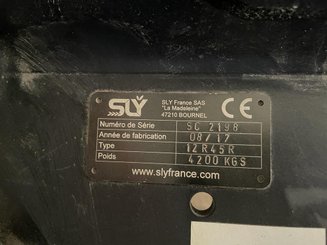 SLY
SLY France SAS
"La Madeleine"
47210 BOURNEL
CE
Numéro de Série SC 2198
Année de fabrication 08/17
Type 12R45R
Poids 4200 KGS
www.slyfrance.com